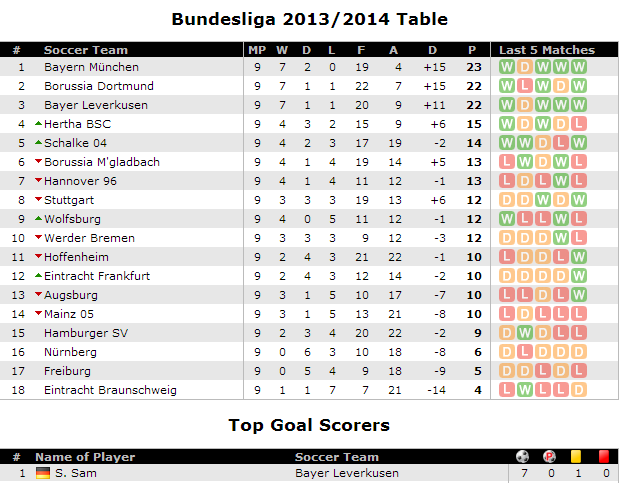 Bundesliga 2013/2014 Table
# Soccer Team MP W D L F A D P Last 5 Matches
1 Bayern München 9 7 2 0 19 4 +15 23 W D W W W
2 Borussia Dortmund 9 7 1 1 22 7 +15 22 W L W D W
3 Bayer Leverkusen 9 7 1 1 20 9 +11 22 W D W W W
4 Hertha BSC 9 4 3 2 15 9 +6 15 W D W D L
5 Schalke 04 9 4 2 3 17 19 -2 14 W W D L W
6 Borussia M'gladbach 9 4 1 4 19 14 +5 13 L W D W L
7 Hannover 96 9 4 1 4 11 12 -1 13 L D L W L
8 Stuttgart 9 3 3 3 19 13 +6 12 D D W D W
9 Wolfsburg 9 4 0 5 11 12 -1 12 W L L W L
10 Werder Bremen 9 3 3 3 9 12 -3 12 D D D W L
11 Hoffenheim 9 2 4 3 21 22 -1 10 L D D L W
12 Eintracht Frankfurt 9 2 4 3 12 14 -2 10 D D D D W
13 Augsburg 9 3 1 5 10 17 -7 10 L L D L W
14 Mainz 05 9 3 1 5 13 21 -8 10 L D L L L
15 Hamburger SV 9 2 3 4 20 22 -2 9 D W D L L
16 Nürnberg 9 0 6 3 10 18 -8 6 D L D D D
17 Freiburg 9 0 5 4 9 18 -9 5 D D L D L
18 Eintracht Braunschweig 9 1 1 7 7 21 -14 4 L W L L D
Top Goal Scorers
# Name of Player Soccer Team P
1 S. Sam Bayer Leverkusen 7 0 1 0